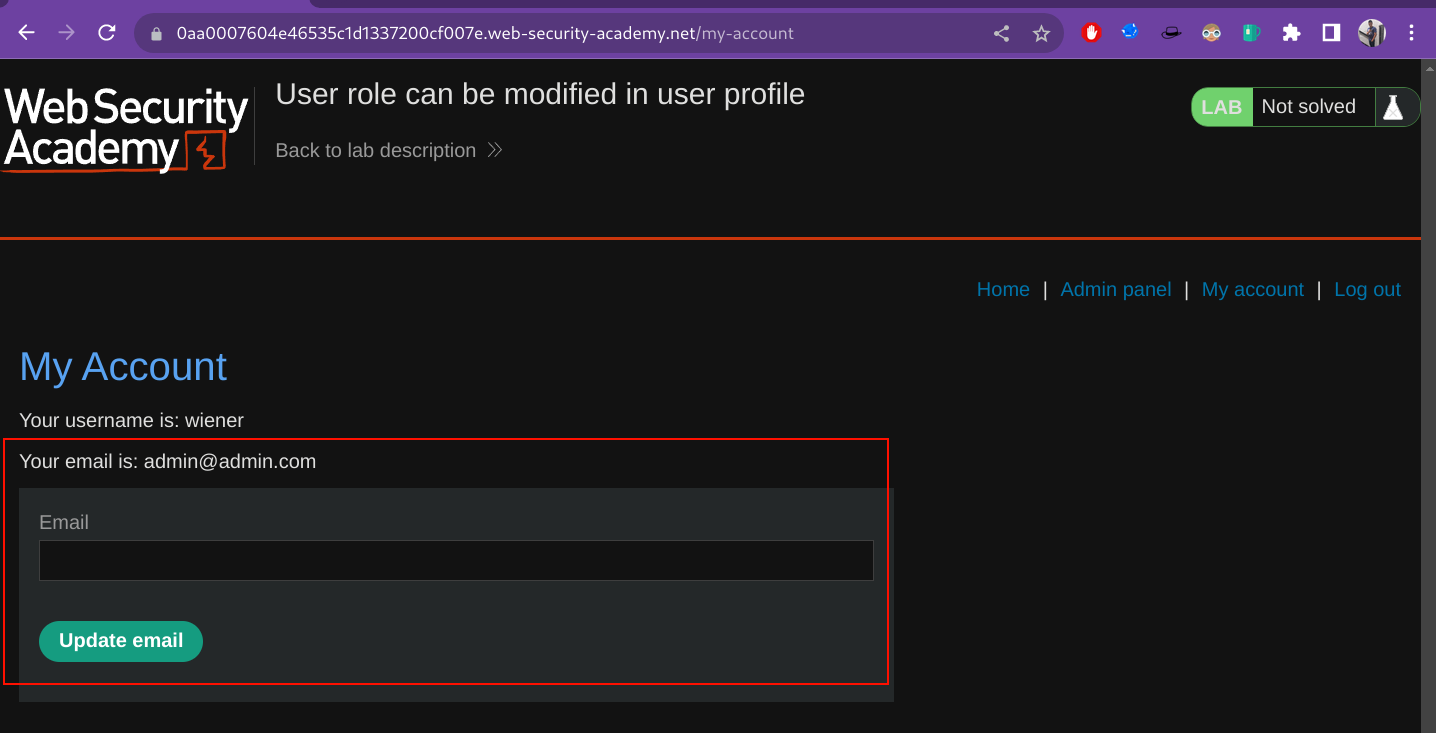 0aa0007604e46535c1d1337200cf007e.web-security-academy.net/my-account
Web Security
Academy
User role can be modified in user profile
Back to lab description
LAB Not solved
Home | Admin panel | My account | Log out
My Account
Your username is: wiener
Your email is: admin@admin.com
Email
Update email